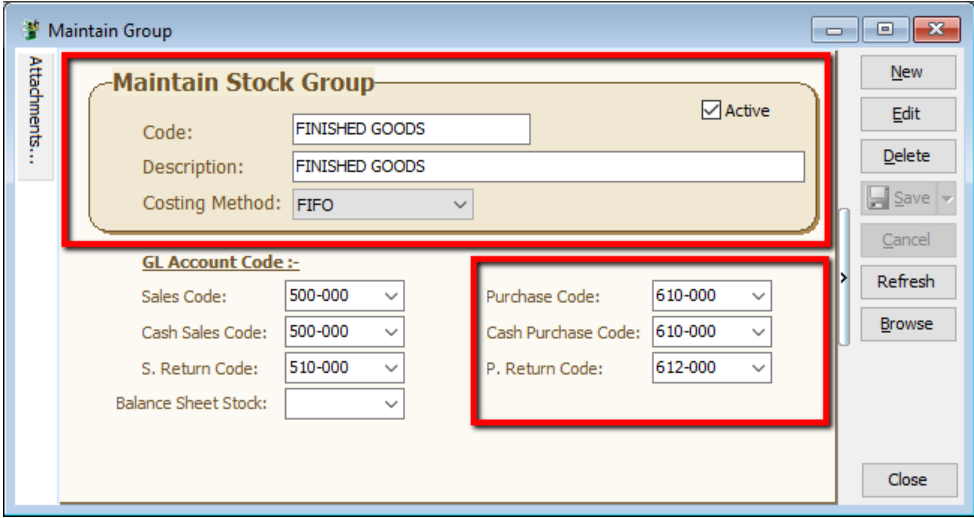 Maintain Group
Attachments...
Maintain Stock Group
Active
Code: FINISHED GOODS
Description: FINISHED GOODS
Costing Method: FIFO
GL Account Code :-
Sales Code: 500-000
Cash Sales Code: 500-000
S. Return Code: 510-000
Balance Sheet Stock:
Purchase Code: 610-000
Cash Purchase Code: 610-000
P. Return Code: 612-000
New
Edit
Delete
Save
Cancel
Refresh
Browse
Close